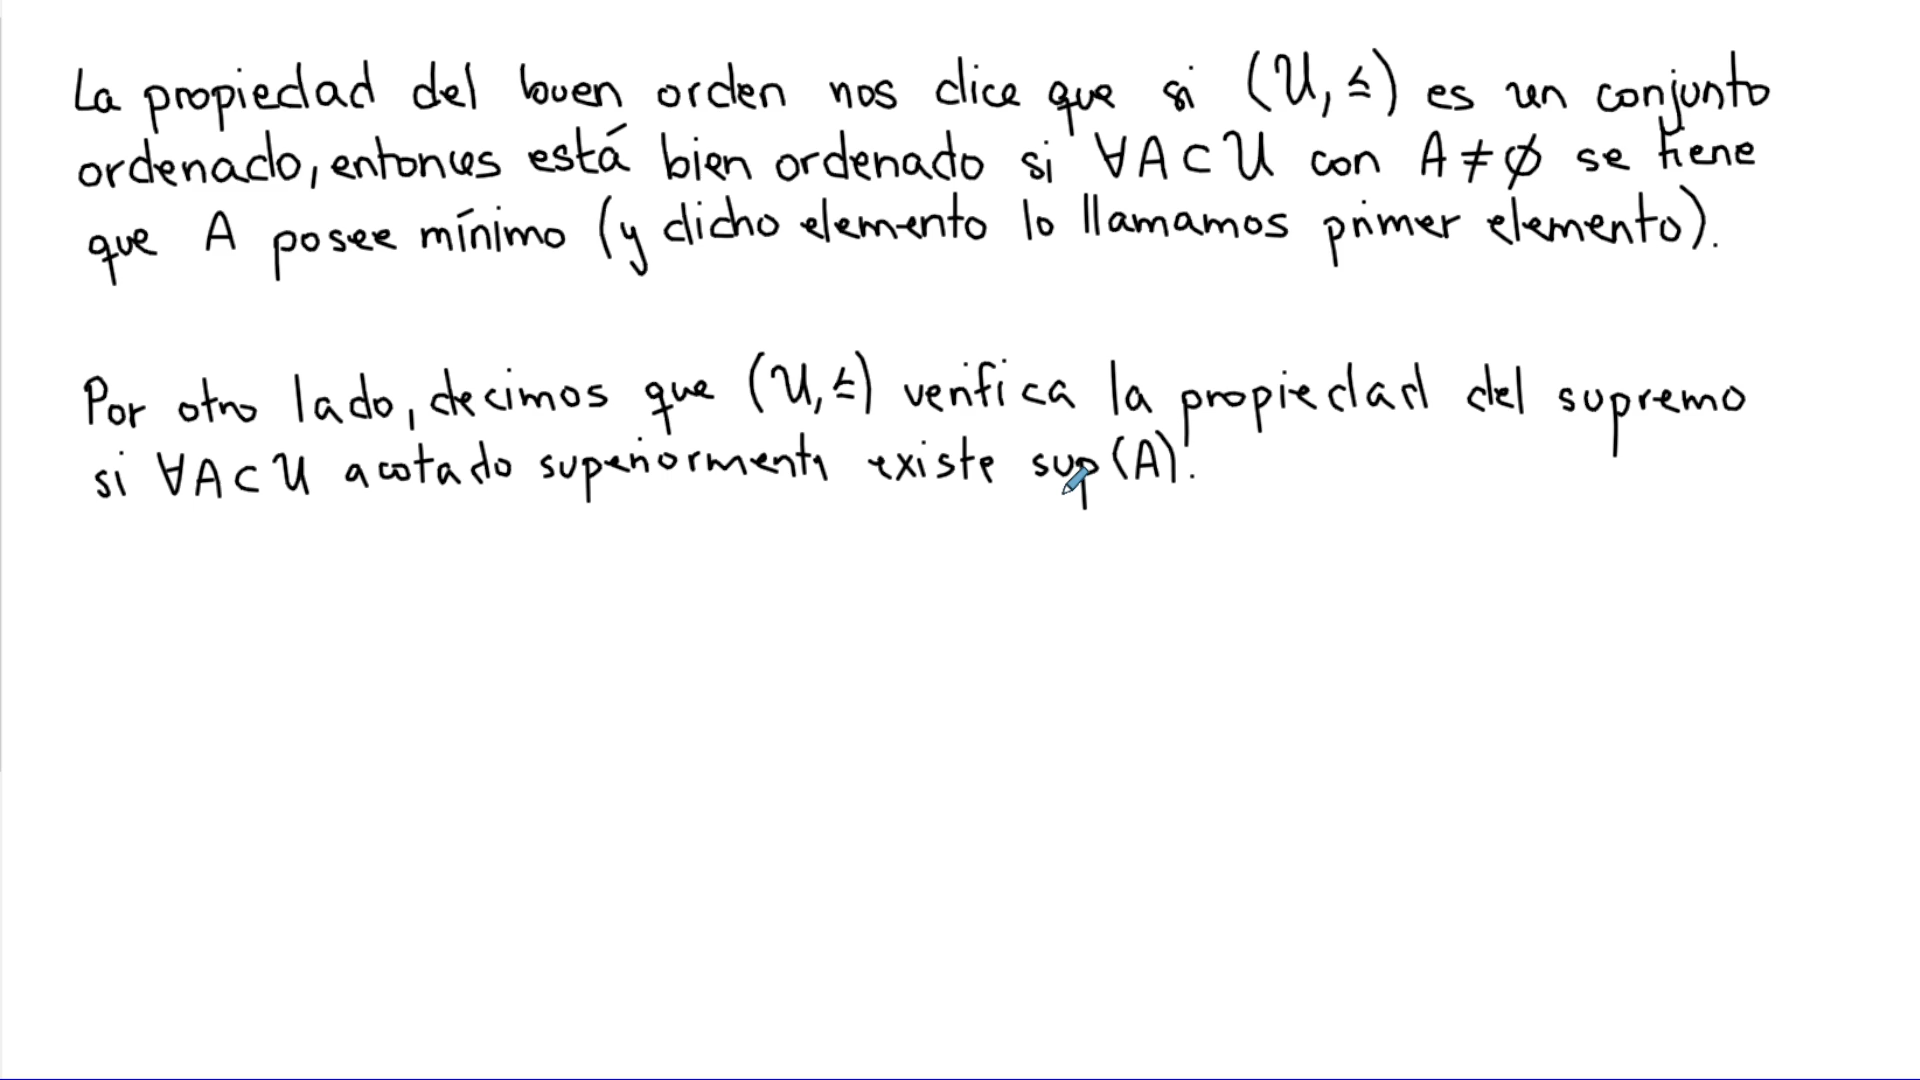 La propiedad del buen orden nos dice que si (U, ≤) es un conjunto
ordenado, entonces está bien ordenado si ∀A⊂U con A≠∅ se tiene
que A posee mínimo (y dicho elemento lo llamamos primer elemento).
Por otro lado, decimos que (U, ≤) verifica la propiedad del supremo
si ∀A⊂U acotado superiormente existe sup(A).